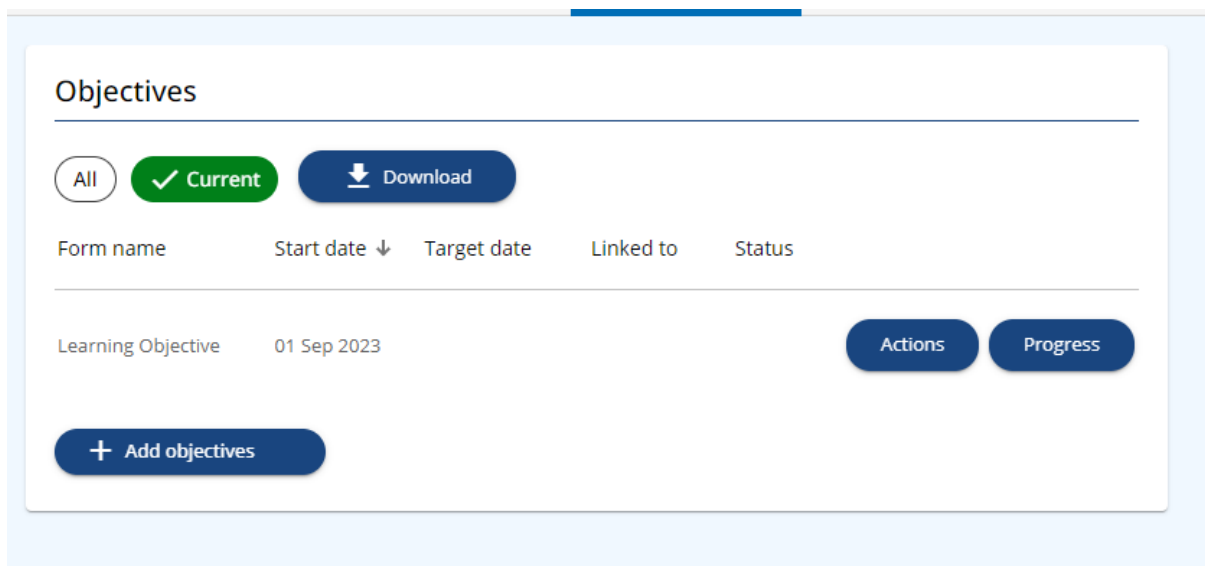 Objectives
All Current Download
Form name Start date Target date Linked to Status
Learning Objective 01 Sep 2023 Actions Progress
Add objectives